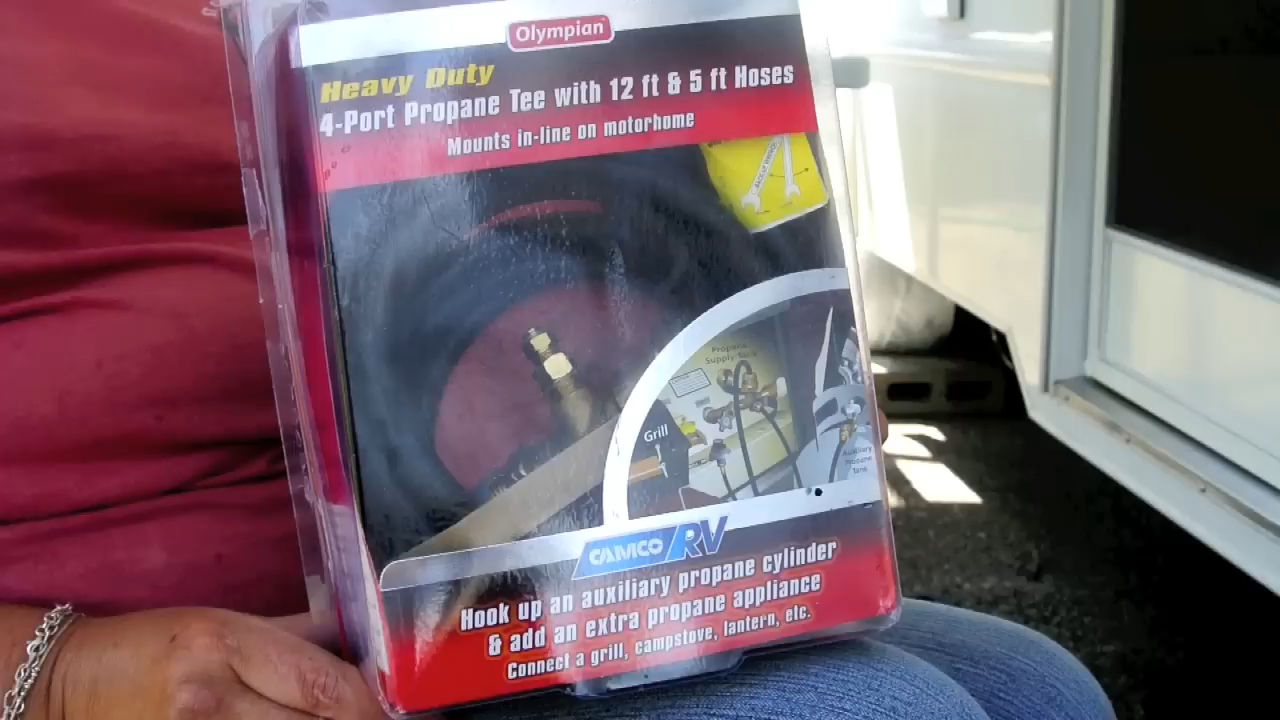 Olympian
Heavy Duty
4-Port Propane Tee with 12 ft & 5 ft Hoses
Mounts in-line on motorhome
Propane
Supply Tank
Grill
Auxiliary
Propane
Tank
CAMCO RV
Hook up an auxiliary propane cylinder
& add an extra propane appliance
Connect a grill, campstove, lantern, etc.